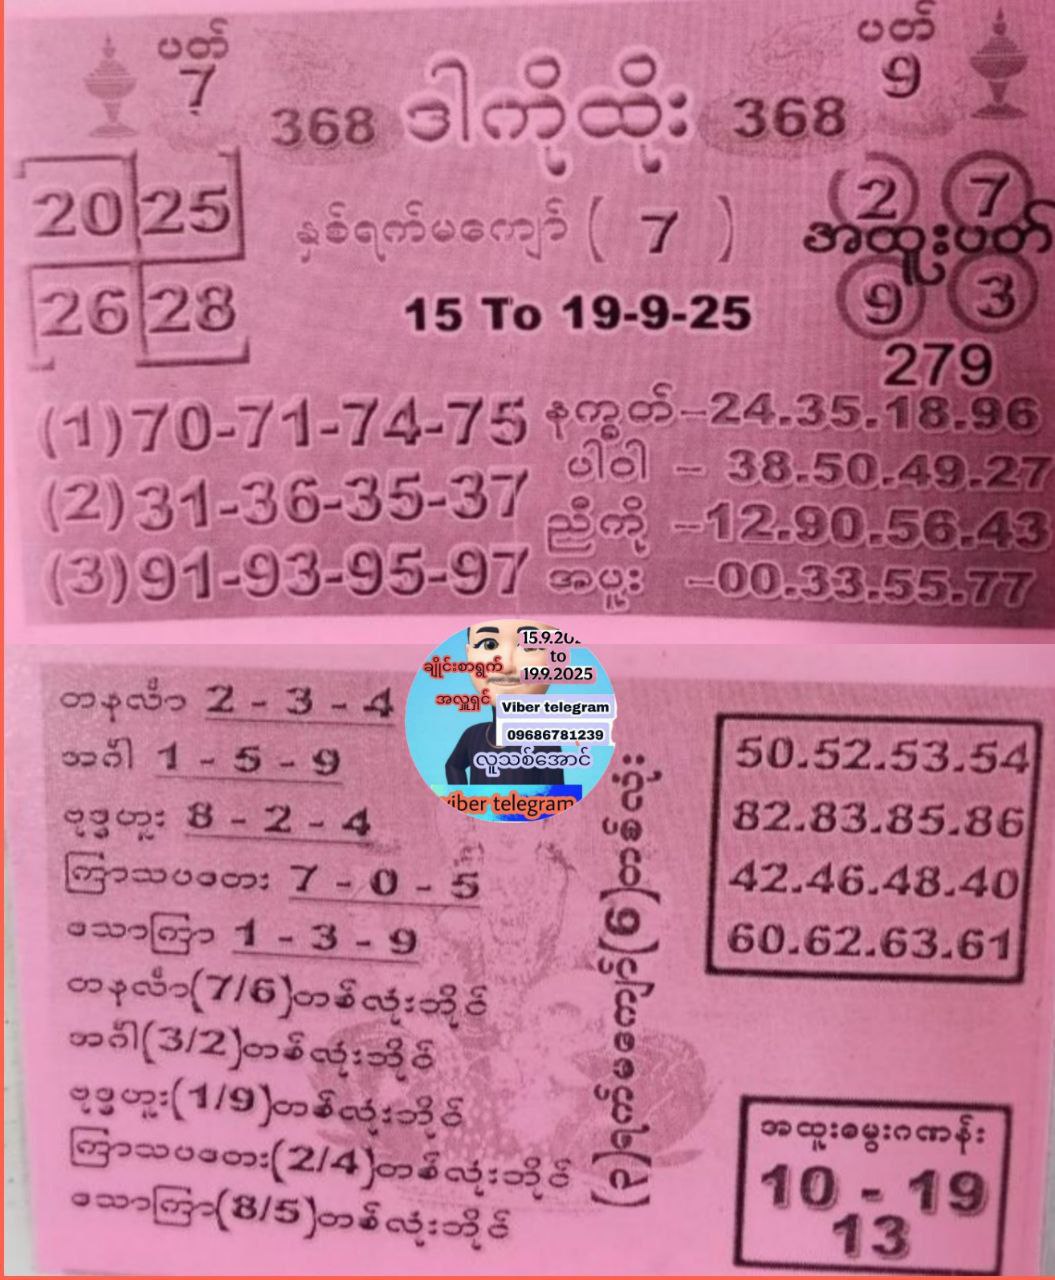 ပတ်
7
ပတ်
9
368 ဒါကိုထိုး 368
20 25
26 28
နှစ်ရက်မကျော် ( 7 )
15 To 19-9-25
2 7
အထူးပတ်
9 3
279
(1)70-71-74-75
(2)31-36-35-37
(3)91-93-95-97
နက္ခတ်-24.35.18.96
ပါဝါ - 38.50.49.27
ညီကို -12.90.56.43
အပူး -00.33.55.77
15.9.202
to
19.9.2025
ချိုင်းစာရွက်
အလှူရှင်
Viber telegram
09686781239
လူသစ်အောင်
viber telegram
တနင်္လာ 2 - 3 - 4
အင်္ဂါ 1 - 5 - 9
ဗုဒ္ဓဟူး 8 - 2 - 4
ကြာသပတေး 7 - 0 - 5
သောကြာ 1 - 3 - 9
တနင်္လာ(7/6)တစ်လုံးဘိုင်
အင်္ဂါ(3/2)တစ်လုံးဘိုင်
ဗုဒ္ဓဟူး(1/9)တစ်လုံးဘိုင်
ကြာသပတေး(2/4)တစ်လုံးဘိုင်
သောကြာ(8/5)တစ်လုံးဘိုင်
50.52.53.54
82.83.85.86
42.46.48.40
60.62.63.61
အထူးမွေးဂဏန်း
10 - 19
13